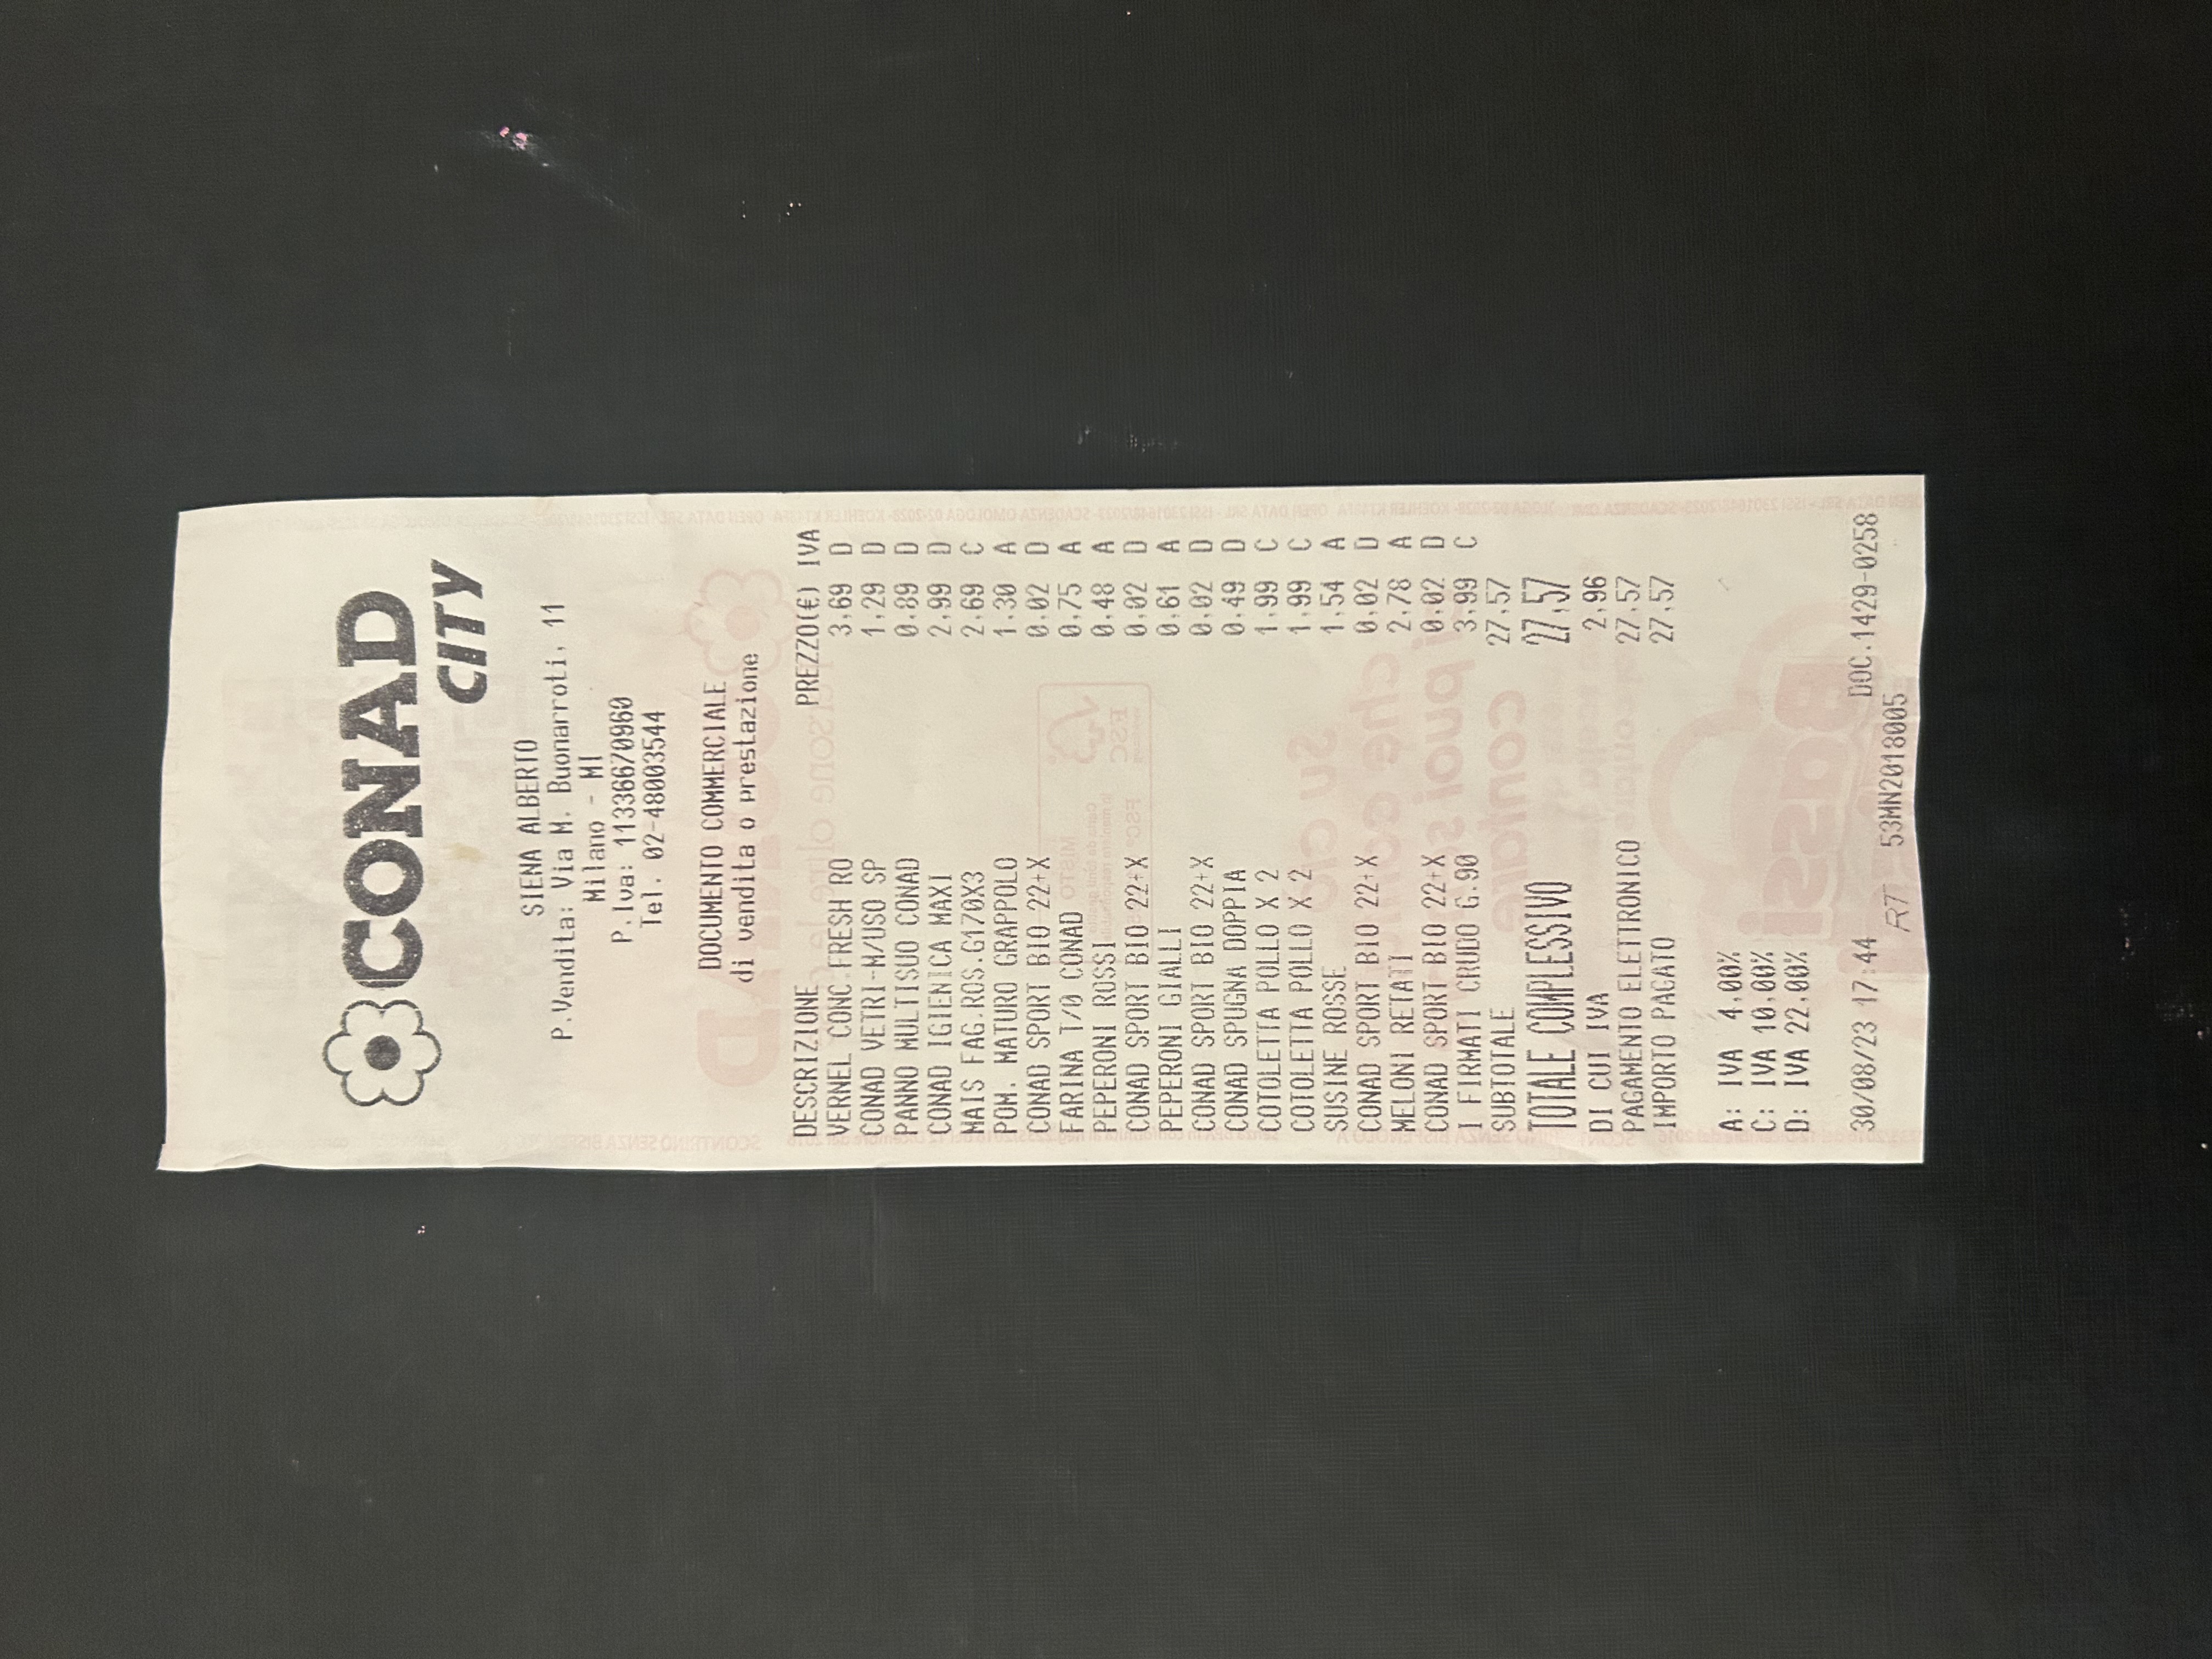 CONAD
CITY
SIENA ALBERTO
P.Vendita: Via M. Buonarroti, 11
Milano - MI
P.Iva: 11336670960
Tel. 02-48003544
DOCUMENTO COMMERCIALE
di vendita o prestazione
DESCRIZIONE PREZZO(€) IVA
VERNEL CONC.FRESH RO 3,69 D
CONAD VETRI-M/USO SP 1,29 D
PANNO MULTISUO CONAD 0,89 D
CONAD IGIENICA MAXI 2,99 D
MAIS FAG.ROS.G170X3 2,69 C
POM. MATURO GRAPPOLO 1,30 A
CONAD SPORT BIO 22+X 0,02 D
FARINA T/0 CONAD 0,75 A
PEPERONI ROSSI 0,48 A
CONAD SPORT BIO 22+X 0,02 D
PEPERONI GIALLI 0,61 A
CONAD SPORT BIO 22+X 0,02 D
CONAD SPUGNA DOPPIA 0,49 D
COTOLETTA POLLO X 2 1,99 C
COTOLETTA POLLO X 2 1,99 C
SUSINE ROSSE 1,54 A
CONAD SPORT BIO 22+X 0,02 D
MELONI RETATI 2,78 A
CONAD SPORT BIO 22+X 0,02 D
I FIRMATI CRUDO G.90 3,99 C
SUBTOTALE 27,57
TOTALE COMPLESSIVO 27,57
DI CUI IVA 2,96
PAGAMENTO ELETTRONICO 27,57
IMPORTO PAGATO 27,57
A: IVA 4,00%
C: IVA 10,00%
D: IVA 22,00%
30/08/23 17:44 DOC.1429-0258
RT 53MN2018005